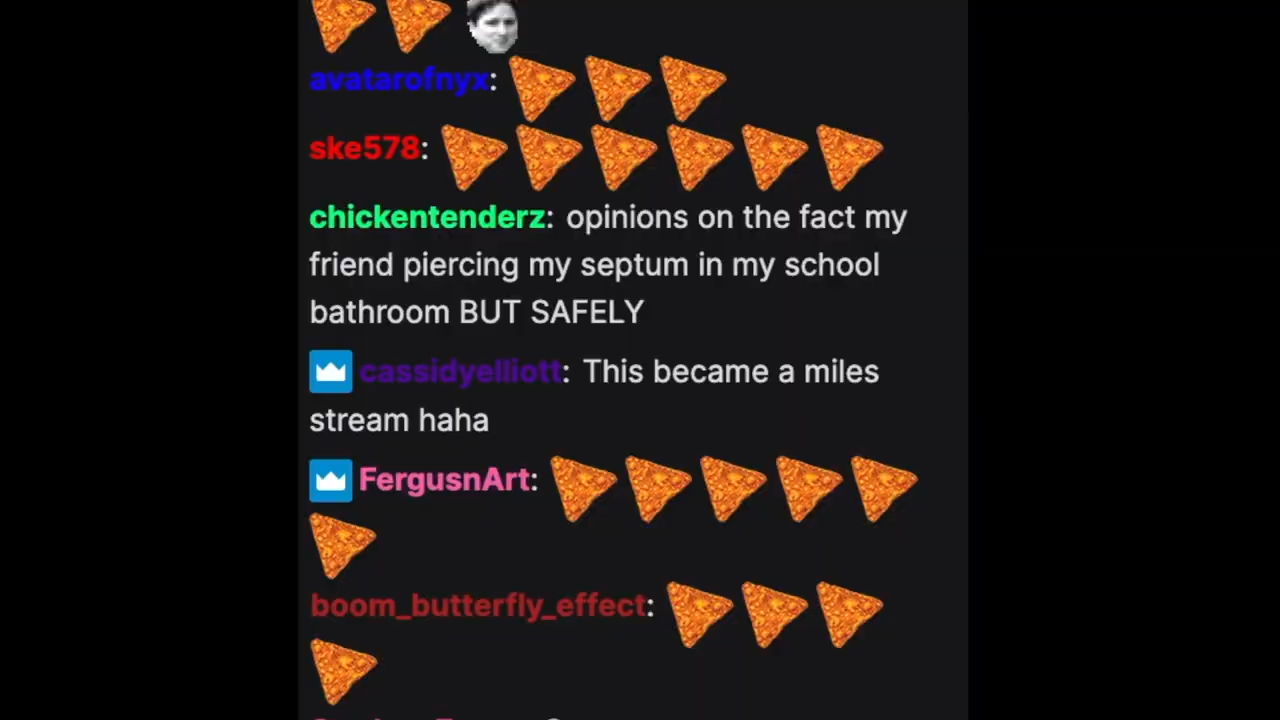 avatarofnyx:
ske578:
chickentenderz: opinions on the fact my
friend piercing my septum in my school
bathroom BUT SAFELY
cassidyelliott: This became a miles
stream haha
FergusnArt:
boom_butterfly_effect: